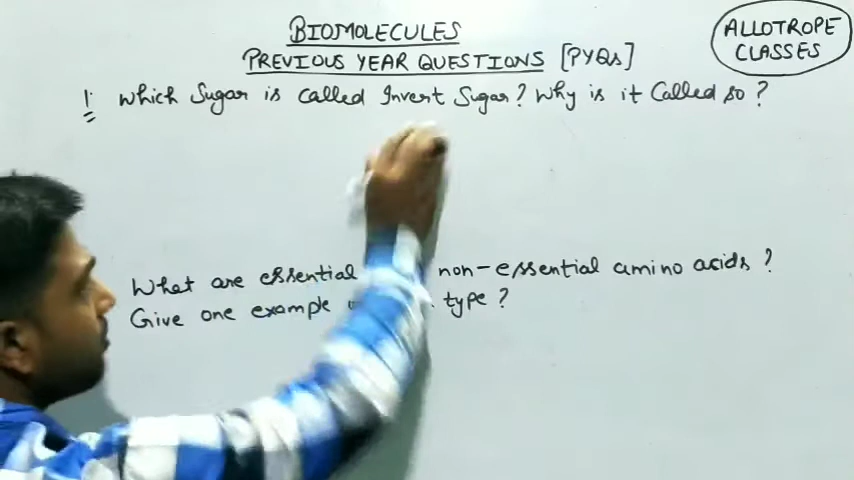 BIOMOLECULES
PREVIOUS YEAR QUESTIONS [PYQs]
ALLOTROPE
CLASSES
1. Which Sugar is called Invert Sugar? Why is it Called so?
What are essential non-essential amino acids?
Give one example type?